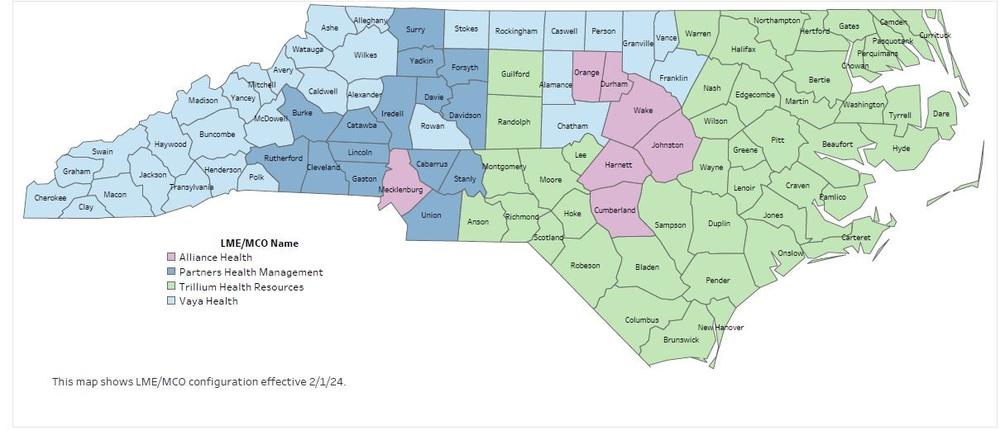 Alleghany
Ashe
Surry
Stokes
Rockingham
Caswell
Person
Granville
Vance
Warren
Northampton
Hertford
Gates
Camden
Currituck
Pasquotank
Perquimans
Chowan
Halifax
Watauga
Wilkes
Yadkin
Forsyth
Guilford
Alamance
Orange
Durham
Franklin
Nash
Edgecombe
Bertie
Martin
Washington
Tyrrell
Dare
Avery
Mitchell
Caldwell
Alexander
Madison
Yancey
McDowell
Burke
Iredell
Davie
Davidson
Catawba
Rowan
Randolph
Chatham
Wake
Wilson
Pitt
Beaufort
Hyde
Buncombe
Haywood
Swain
Graham
Jackson
Henderson
Rutherford
Cleveland
Lincoln
Gaston
Cabarrus
Stanly
Montgomery
Moore
Lee
Harnett
Johnston
Wayne
Greene
Lenoir
Craven
Pamlico
Cherokee
Macon
Clay
Transylvania
Polk
Mecklenburg
Union
Anson
Richmond
Scotland
Hoke
Cumberland
Sampson
Duplin
Jones
Onslow
Carteret
Robeson
Bladen
Pender
Columbus
Brunswick
New Hanover
LME/MCO Name
Alliance Health
Partners Health Management
Trillium Health Resources
Vaya Health
This map shows LME/MCO configuration effective 2/1/24.